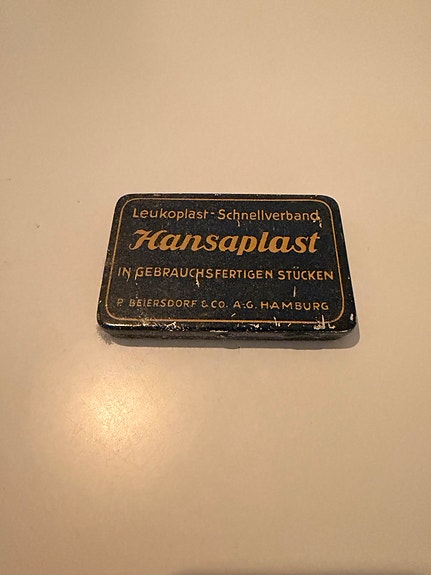 Leukoplast-Schnellverband
Hansaplast
IN GEBRAUCHSFERTIGEN STÜCKEN
P. BEIERSDORF & CO. A-G. HAMBURG